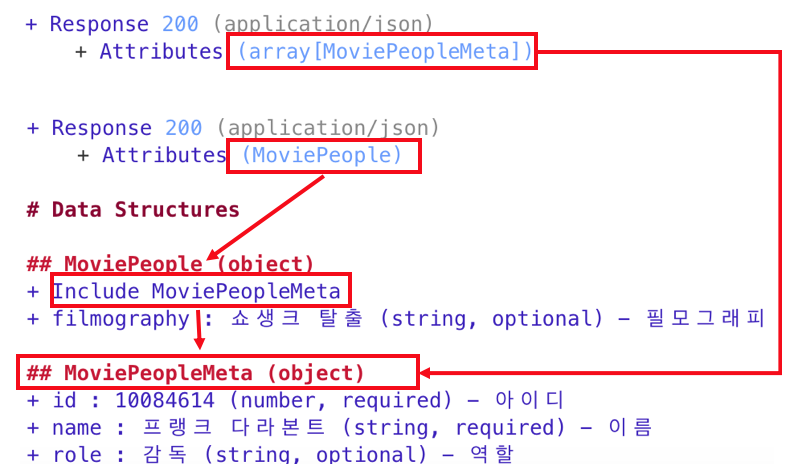 + Response 200 (application/json)
+ Attributes (array[MoviePeopleMeta])
+ Response 200 (application/json)
+ Attributes (MoviePeople)
# Data Structures
## MoviePeople (object)
+ Include MoviePeopleMeta
+ filmography : 쇼생크 탈출 (string, optional) - 필모그래피
## MoviePeopleMeta (object)
+ id : 10084614 (number, required) - 아이디
+ name : 프랭크 다라본트 (string, required) - 이름
+ role : 감독 (string, optional) - 역할